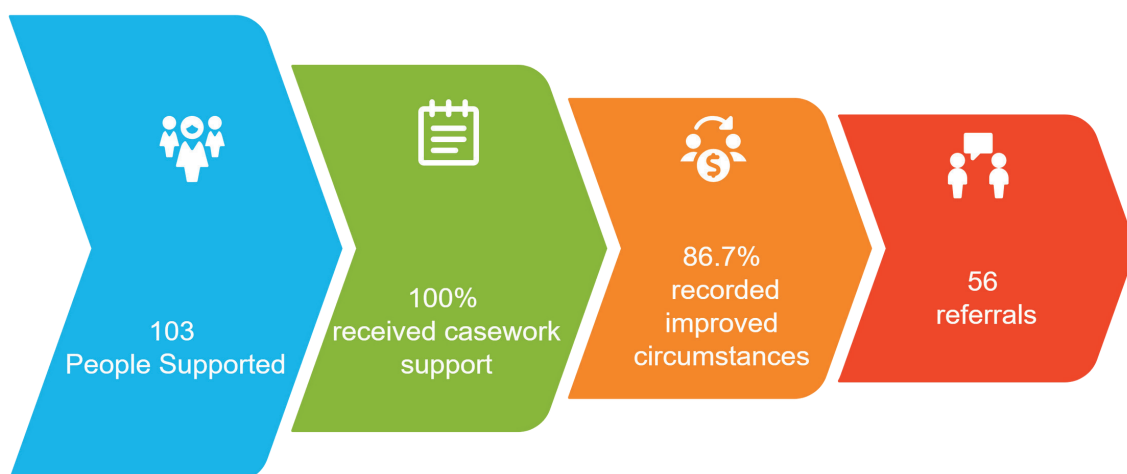 103
People Supported
100%
received casework
support
86.7%
recorded
improved
circumstances
56
referrals
$